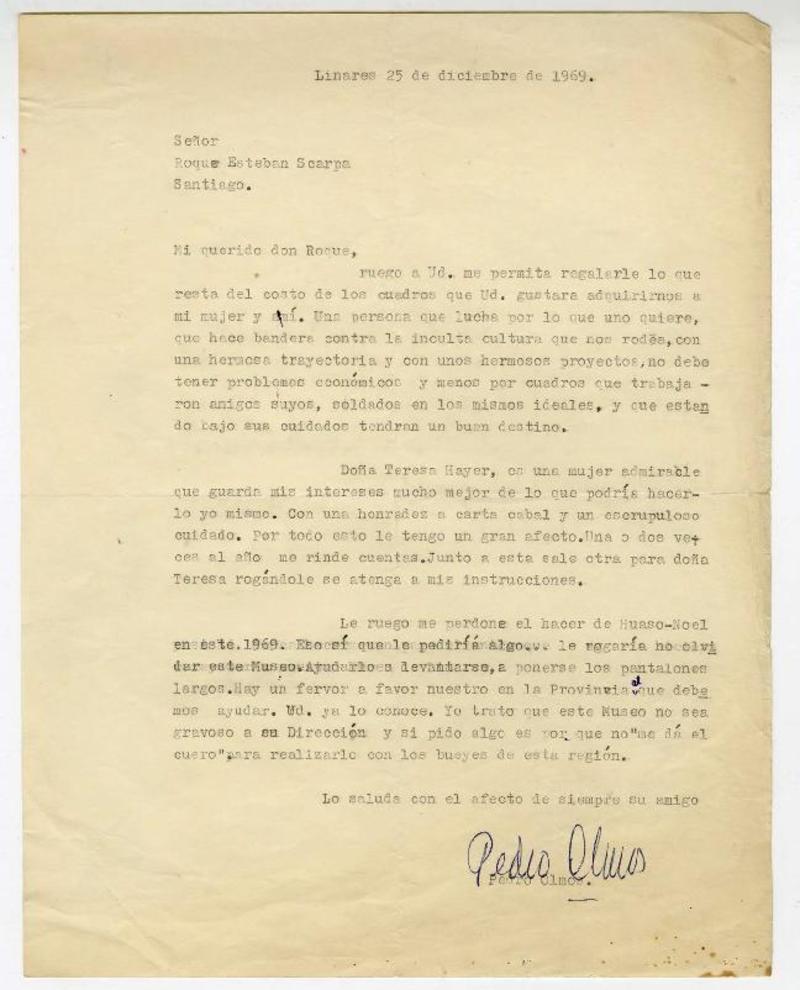 Linares 25 de diciembre de 1969.
Señor
Roque Esteban Scarpa
Santiago.
Mi querido don Roque,
ruego a Ud. me permita regalarle lo que
resta del costo de los cuadros que Ud. gustara adquirirnos a
mi mujer y a mí. Una persona que lucha por lo que uno quiere,
que hace bandera contra la inculta cultura que nos rodéa, con
una hermosa trayectoria y con unos hermosos proyectos, no debe
tener problemas económicos y menos por cuadros que trabaja -
ron amigos suyos, soldados en los mismos ideales, y que estan
do bajo sus cuidados tendran un buen destino.
Doña Teresa Hayer, es una mujer admirable
que guarda mis intereses mucho mejor de lo que podría hacer-
lo yo mismo. Con una honradez a carta cabal y un escrupuloso
cuidado. Por todo esto le tengo un gran afecto. Una o dos ve-
ces al año me rinde cuentas. Junto a esta sale otra para doña
Teresa rogándole se atenga a mis instrucciones.
Le ruego me perdone el hacer de Huaso-Noel
en este 1969. Eso sí que le pediría algo... le rogaría no olvi
dar este Museo. Ayudarlo a levantarse, a ponerse los pantalones
largos. Hay un fervor a favor nuestro en la Provincia al que debe
mos ayudar. Ud. ya lo conoce. Yo trato que este Museo no sea
gravoso a su Dirección y si pido algo es por que no "me dá el
cuero" para realizarlo con los bueyes de esta región.
Lo saluda con el afecto de siempre su amigo
Pedro Olmos
Pedro Olmos.